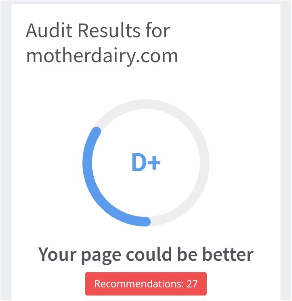 Audit Results for
motherdairy.com
D+
Your page could be better
Recommendations: 27